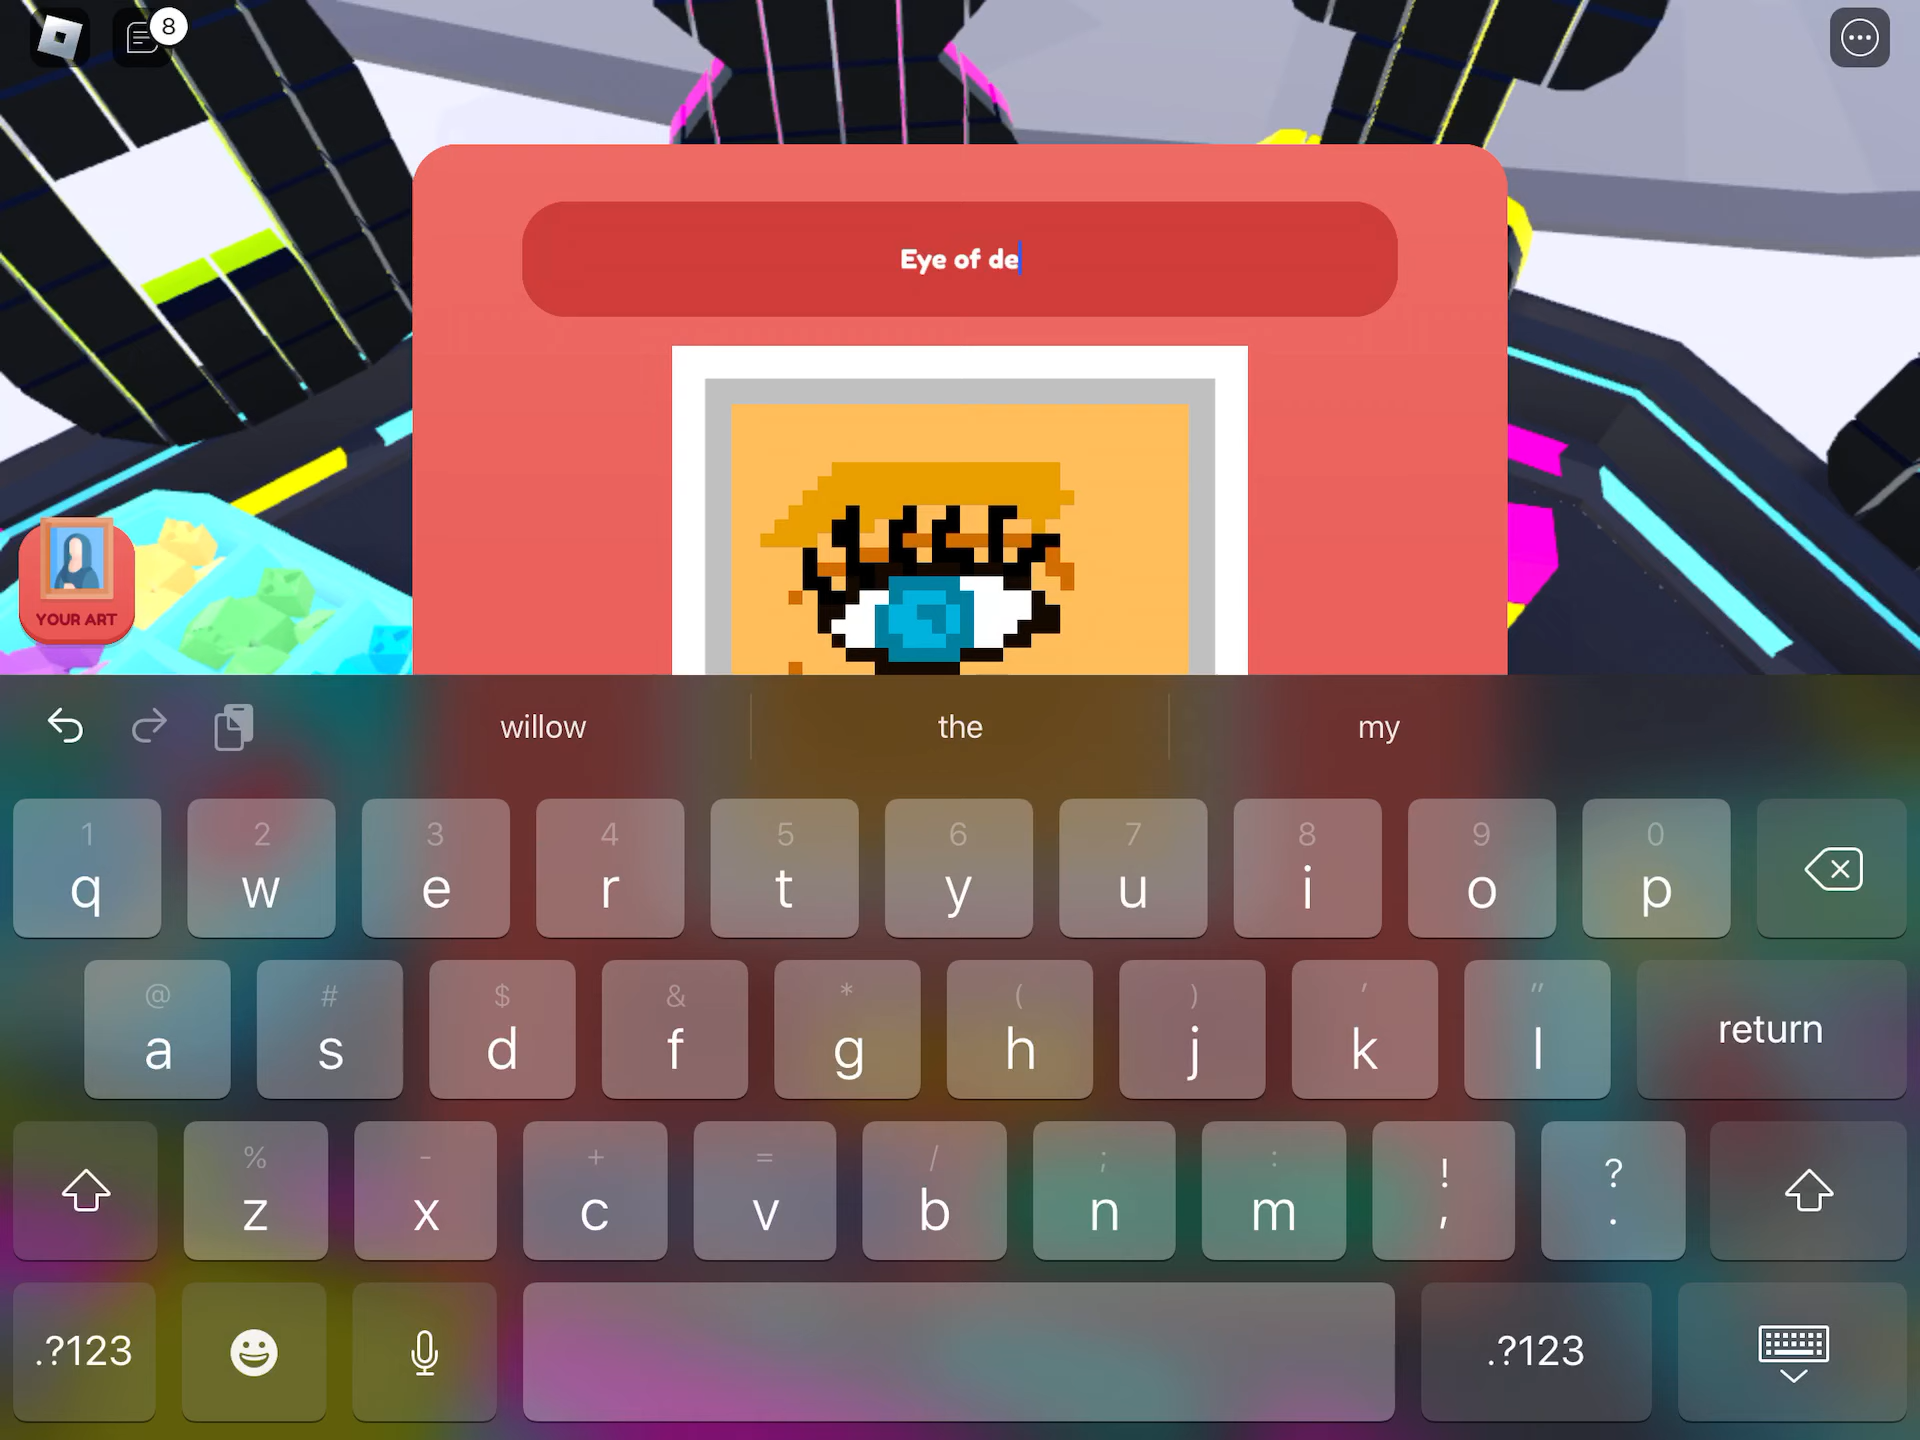 8
Eye of de
YOUR ART
willow the my
1 2 3 4 5 6 7 8 9 0
q w e r t y u i o p
@ # $ & * ( ) ' "
a s d f g h j k l return
% - + = / ; : ! ?
z x c v b n m , .
.?123 .?123